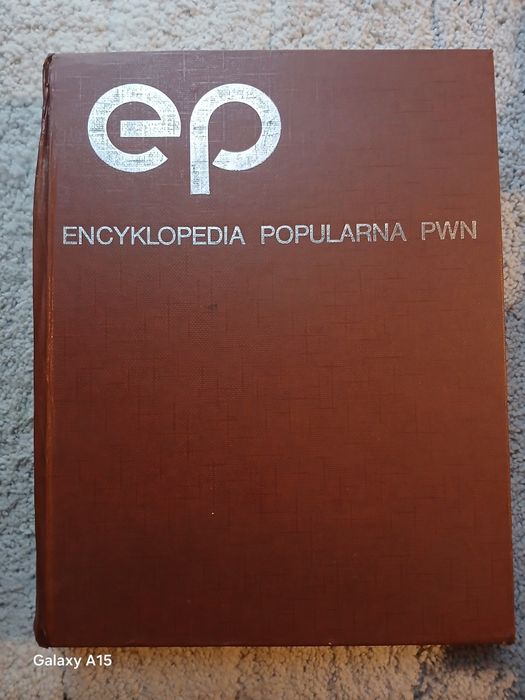 ep
ENCYKLOPEDIA POPULARNA PWN
Galaxy A15